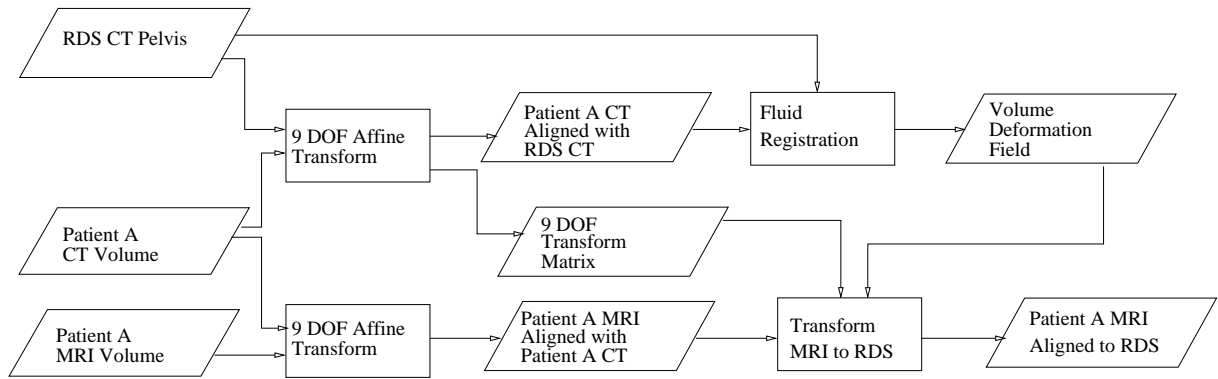 RDS CT Pelvis
9 DOF Affine
Transform
Patient A CT
Aligned with
RDS CT
Fluid
Registration
Volume
Deformation
Field
Patient A
CT Volume
9 DOF
Transform
Matrix
Patient A
MRI Volume
9 DOF Affine
Transform
Patient A MRI
Aligned with
Patient A CT
Transform
MRI to RDS
Patient A MRI
Aligned to RDS